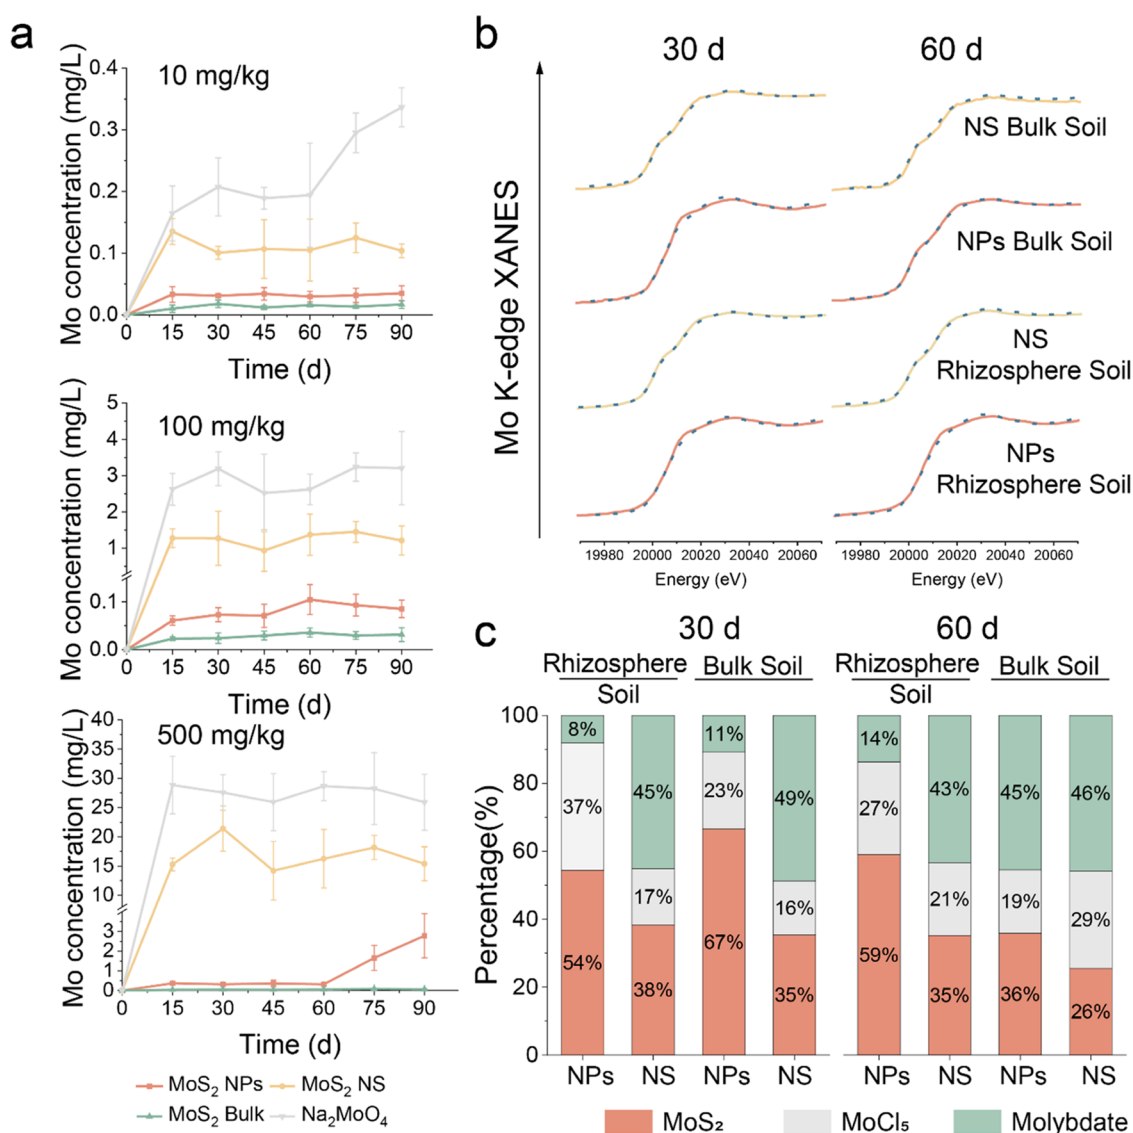 a
10 mg/kg
Mo concentration (mg/L)
0.4
0.3
0.2
0.1
0.0
0 15 30 45 60 75 90
Time (d)
100 mg/kg
Mo concentration (mg/L)
5
4
3
2
1
0.1
0.0
0 15 30 45 60 75 90
Time (d)
500 mg/kg
Mo concentration (mg/L)
40
35
30
25
20
15
10
3
2
1
0
0 15 30 45 60 75 90
Time (d)
MoS₂ NPs MoS₂ NS
MoS₂ Bulk Na₂MoO₄
b
30 d 60 d
Mo K-edge XANES
NS Bulk Soil
NPs Bulk Soil
NS
Rhizosphere Soil
NPs
Rhizosphere Soil
19980 20000 20020 20040 20060 19980 20000 20020 20040 20060
Energy (eV) Energy (eV)
c
30 d 60 d
Rhizosphere Bulk Soil Rhizosphere Bulk Soil
Soil Soil
Percentage(%)
100
80
60
40
20
0
8% 45% 11% 49% 14% 43% 45% 46%
37% 17% 23% 16% 27% 21% 19% 29%
54% 38% 67% 35% 59% 35% 36% 26%
NPs NS NPs NS NPs NS NPs NS
MoS₂ MoCl₅ Molybdate